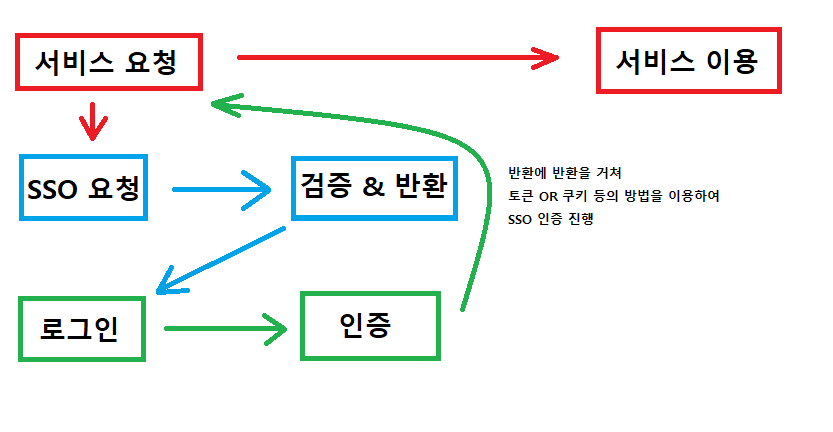 서비스 요청
서비스 이용
SSO 요청
검증 & 반환
반환에 반환을 거쳐
토큰 OR 쿠키 등의 방법을 이용하여
SSO 인증 진행
로그인
인증